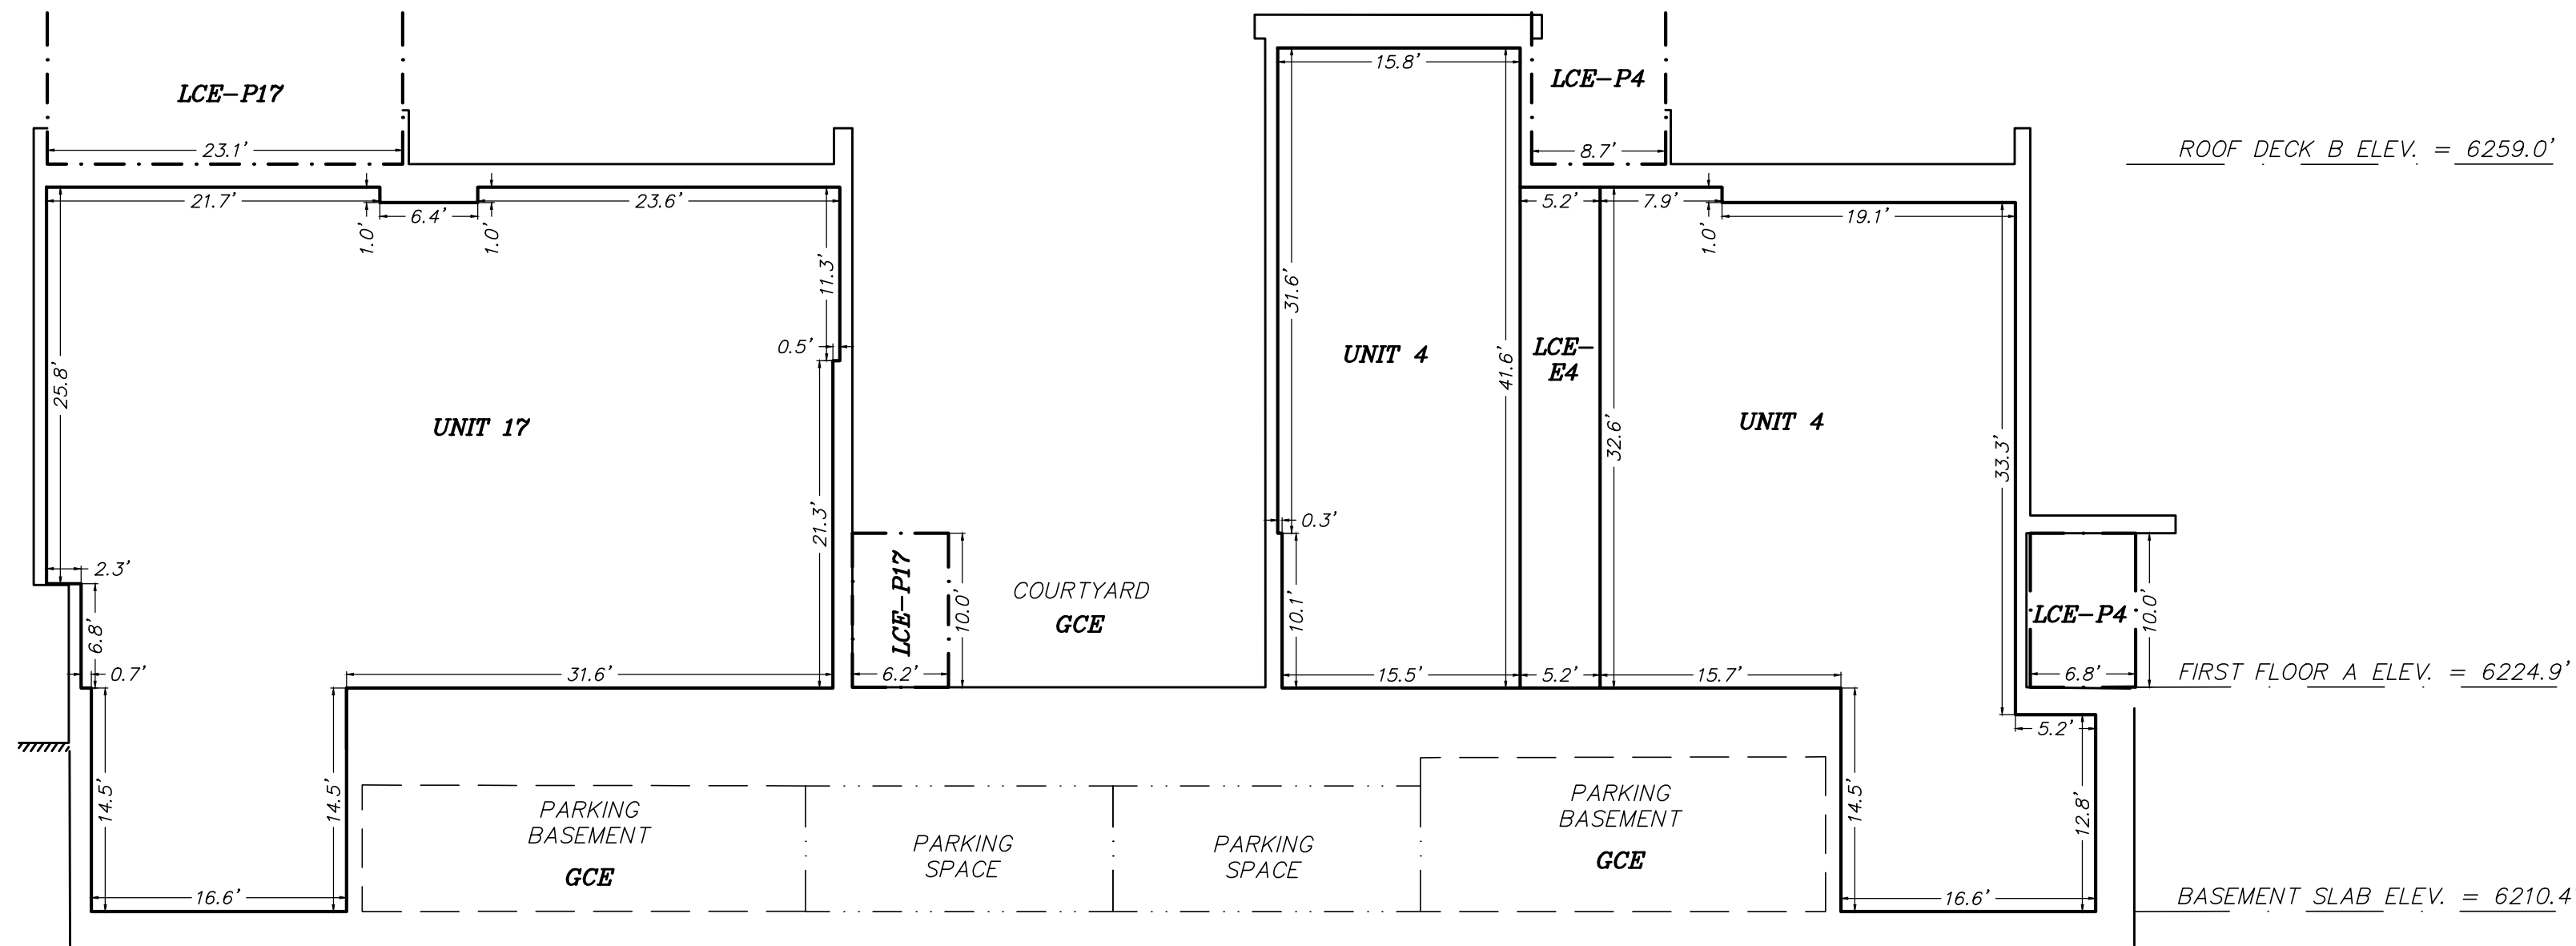 LCE-P17
23.1'
21.7'
6.4'
23.6'
1.0'
1.0'
11.3'
0.5'
25.8'
UNIT 17
21.3'
2.3'
6.8'
0.7'
31.6'
14.5'
14.5'
16.6'
LCE-P17
10.0'
6.2'
COURTYARD
GCE
15.8'
31.6'
41.6'
UNIT 4
0.3'
10.1'
15.5'
LCE-P4
8.7'
5.2'
7.9'
1.0'
19.1'
LCE-
E4
32.6'
UNIT 4
33.3'
5.2'
15.7'
LCE-P4
10.0'
6.8'
5.2'
14.5'
12.8'
16.6'
PARKING
BASEMENT
GCE
PARKING
SPACE
PARKING
SPACE
PARKING
BASEMENT
GCE
ROOF DECK B ELEV. = 6259.0'
FIRST FLOOR A ELEV. = 6224.9'
BASEMENT SLAB ELEV. = 6210.4